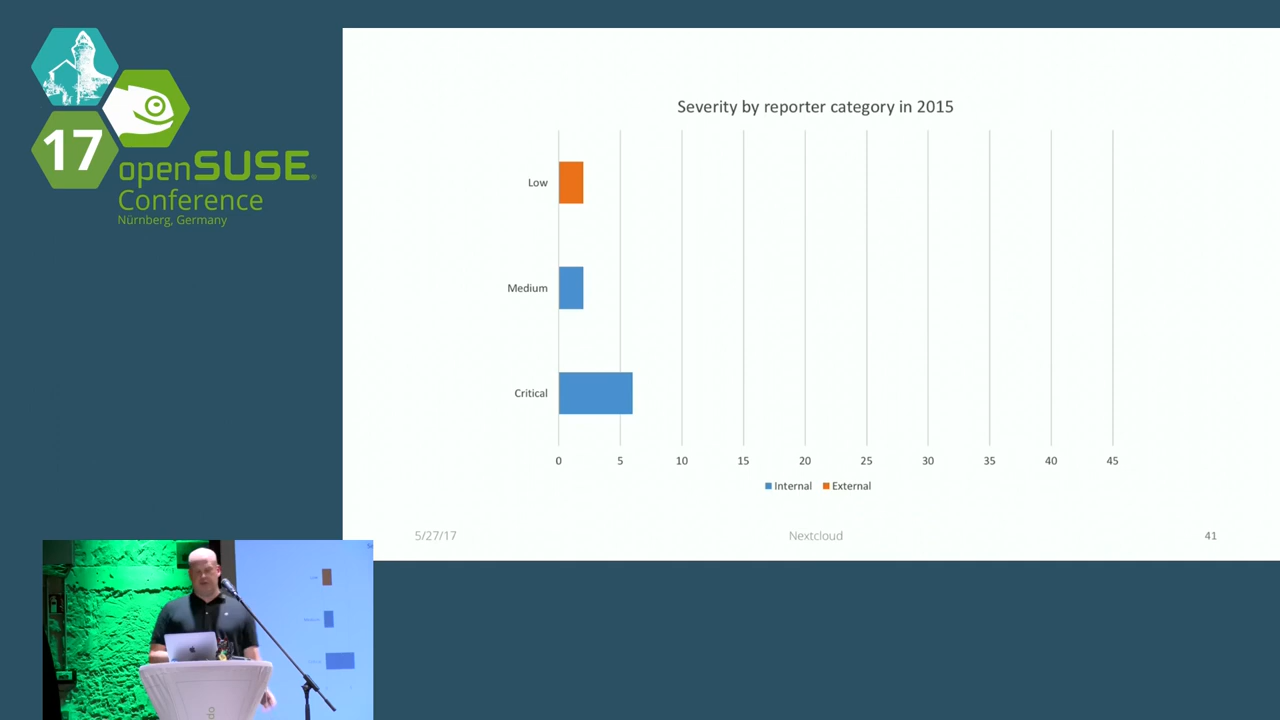 17
openSUSE®
Conference
Nürnberg, Germany
Severity by reporter category in 2015
Low
Medium
Critical
0 5 10 15 20 25 30 35 40 45
Internal External
5/27/17 Nextcloud 41
do